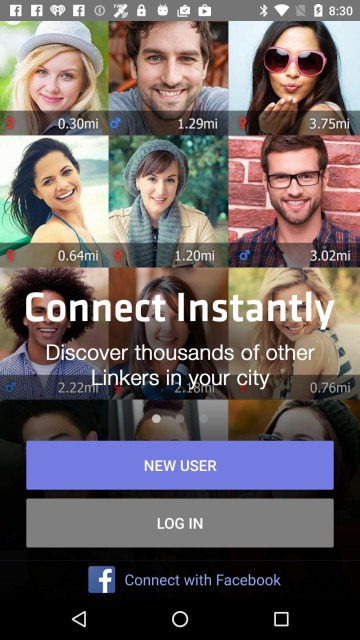 8:30
0.30mi
1.29mi
3.75mi
0.64mi
1.20mi
3.02mi
Connect Instantly
Discover thousands of other
Linkers in your city
2.22mi
2.16mi
0.76mi
NEW USER
LOG IN
Connect with Facebook